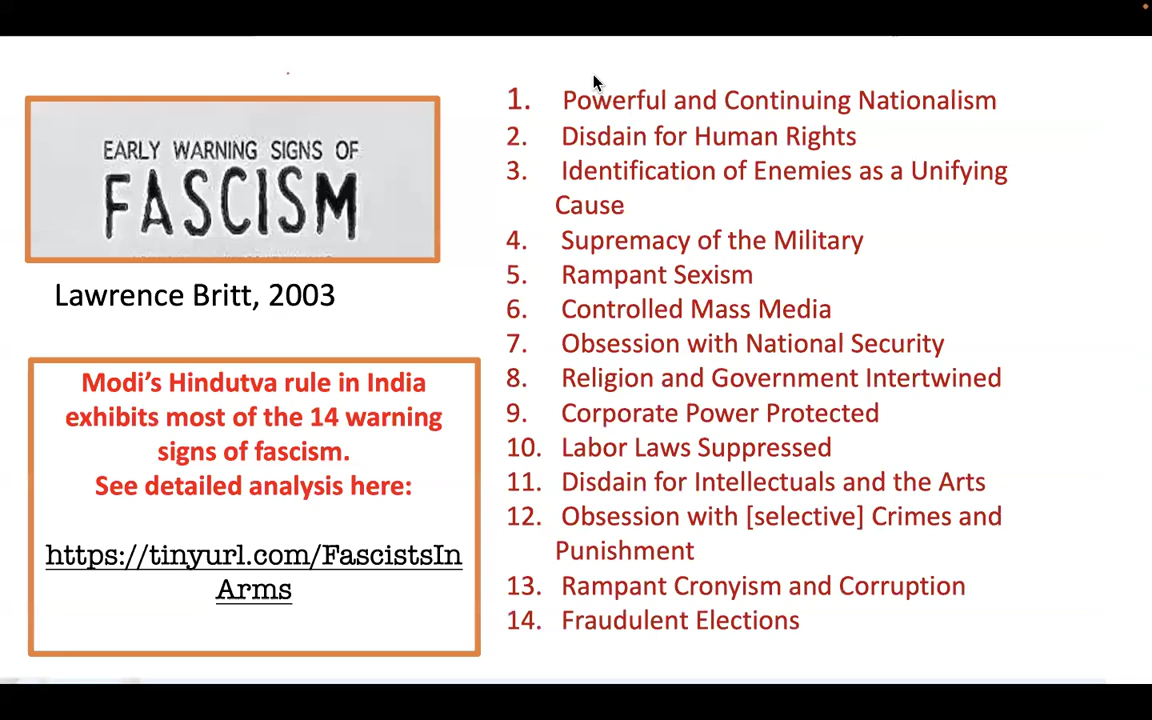 EARLY WARNING SIGNS OF
FASCISM
Lawrence Britt, 2003
Modi's Hindutva rule in India
exhibits most of the 14 warning
signs of fascism.
See detailed analysis here:
https://tinyurl.com/FascistsIn
Arms
1. Powerful and Continuing Nationalism
2. Disdain for Human Rights
3. Identification of Enemies as a Unifying
Cause
4. Supremacy of the Military
5. Rampant Sexism
6. Controlled Mass Media
7. Obsession with National Security
8. Religion and Government Intertwined
9. Corporate Power Protected
10. Labor Laws Suppressed
11. Disdain for Intellectuals and the Arts
12. Obsession with [selective] Crimes and
Punishment
13. Rampant Cronyism and Corruption
14. Fraudulent Elections